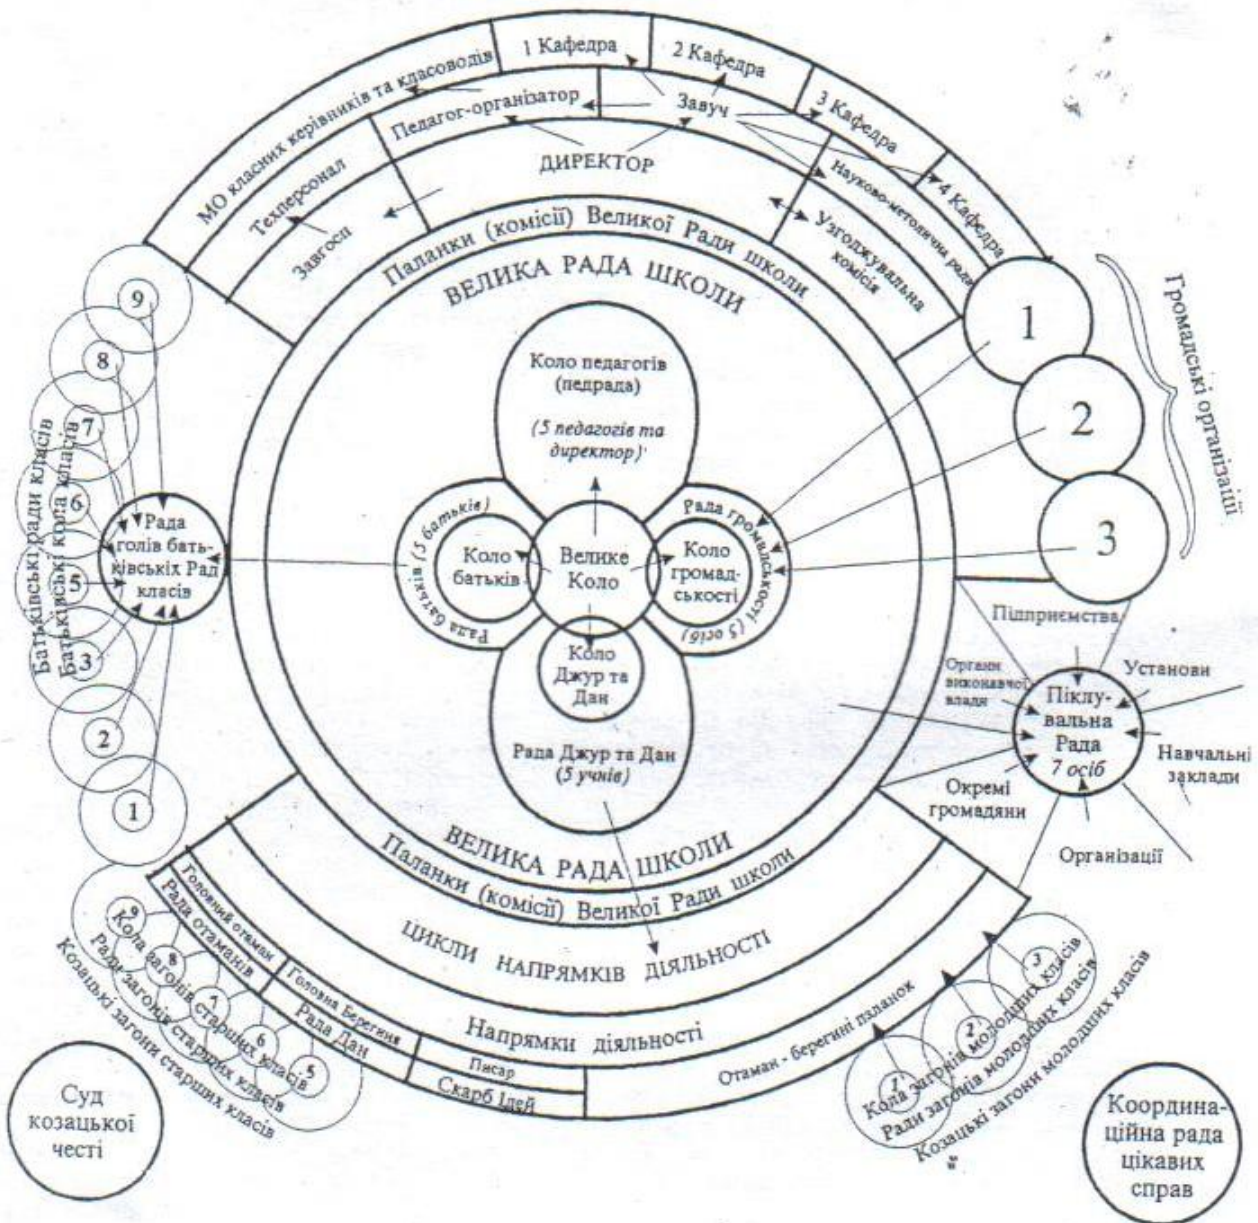 МО класних керівників та класоводів
1 Кафедра
2 Кафедра
3 Кафедра
4 Кафедра
Педагог-організатор
Завуч
Техперсонал
Завгосп
ДИРЕКТОР
Науково-методична рада
Узгоджувальна
комісія
Паланки (комісії) Великої Ради школи
ВЕЛИКА РАДА ШКОЛИ
Коло педагогів
(педрада)
(5 педагогів та
директор)
Рада батьків (5 батьків)
Коло
батьків
Велике
Коло
Рада громадськості (5 осіб)
Коло
громад-
ськості
Коло
Джур та
Дан
Рада Джур та Дан
(5 учнів)
ВЕЛИКА РАДА ШКОЛИ
Паланки (комісії) Великої Ради школи
ЦИКЛИ НАПРЯМКІВ ДІЯЛЬНОСТІ
Напрямки діяльності
9
8
7
6
5
3
2
1
Батьківські ради класів
Батьківські кола класів
Рада
голів бать-
ківських Рад
класів
1
2
3
Громадські організації
Підприємства
Органи
виконавчої
влади
Установи
Піклу-
вальна
Рада
7 осіб
Навчальні
заклади
Окремі
громадяни
Організації
Головний отаман
Рада отаманів
Головна Берегиня
Рада Дан
Писар
Скарб Ідей
Отаман - берегині паланок
9
8
7
6
5
Кола загонів старших класів
Ради загонів старших класів
Козацькі загони старших класів
1
2
3
Кола загонів молодших класів
Ради загонів молодших класів
Козацькі загони молодших класів
Суд
козацької
честі
Координа-
ційна рада
цікавих
справ